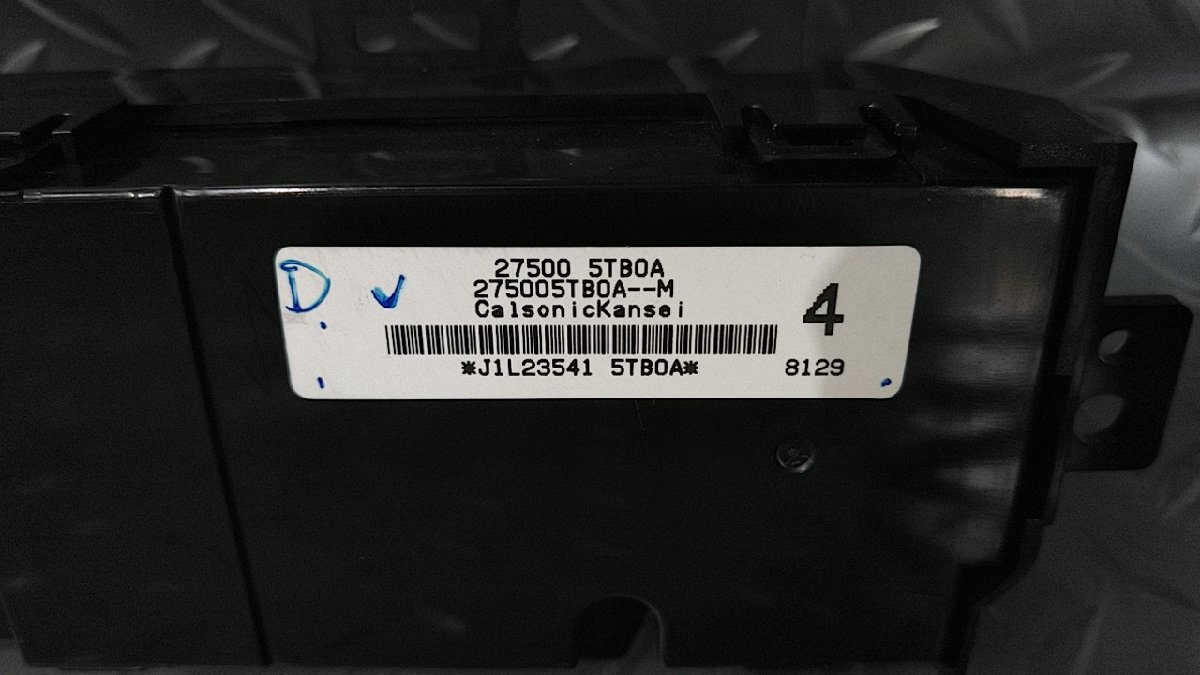 D ✓
27500 5TB0A
275005TB0A--M
CalsonicKansei
4
*J1L23541 5TB0A*
8129